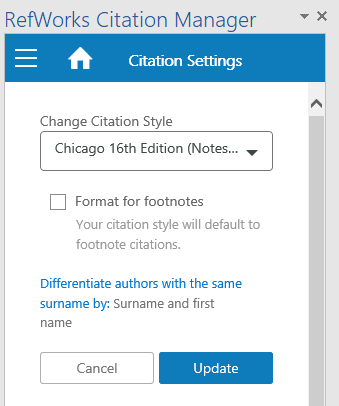 RefWorks Citation Manager
Citation Settings
Change Citation Style
Chicago 16th Edition (Notes...
Format for footnotes
Your citation style will default to
footnote citations.
Differentiate authors with the same
surname by: Surname and first
name
Cancel
Update